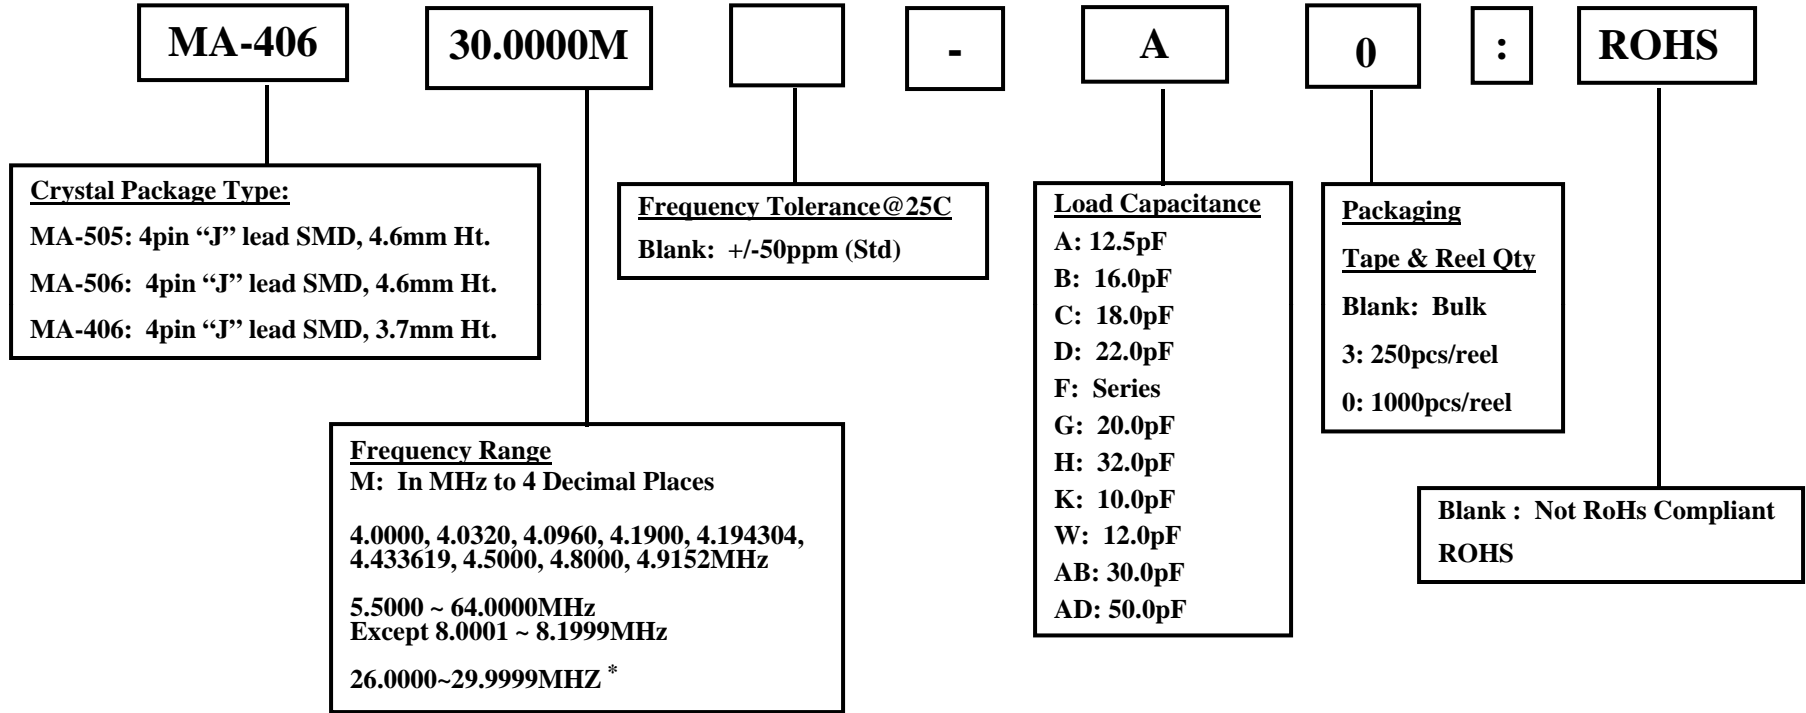 MA-406 30.0000M - A 0 : ROHS
Crystal Package Type:
MA-505: 4pin “J” lead SMD, 4.6mm Ht.
MA-506: 4pin “J” lead SMD, 4.6mm Ht.
MA-406: 4pin “J” lead SMD, 3.7mm Ht.
Frequency Tolerance@25C
Blank: +/-50ppm (Std)
Load Capacitance
A: 12.5pF
B: 16.0pF
C: 18.0pF
D: 22.0pF
F: Series
G: 20.0pF
H: 32.0pF
K: 10.0pF
W: 12.0pF
AB: 30.0pF
AD: 50.0pF
Packaging
Tape & Reel Qty
Blank: Bulk
3: 250pcs/reel
0: 1000pcs/reel
Frequency Range
M: In MHz to 4 Decimal Places
4.0000, 4.0320, 4.0960, 4.1900, 4.194304,
4.433619, 4.5000, 4.8000, 4.9152MHz
5.5000 ~ 64.0000MHz
Except 8.0001 ~ 8.1999MHz
26.0000~29.9999MHZ *
Blank : Not RoHs Compliant
ROHS